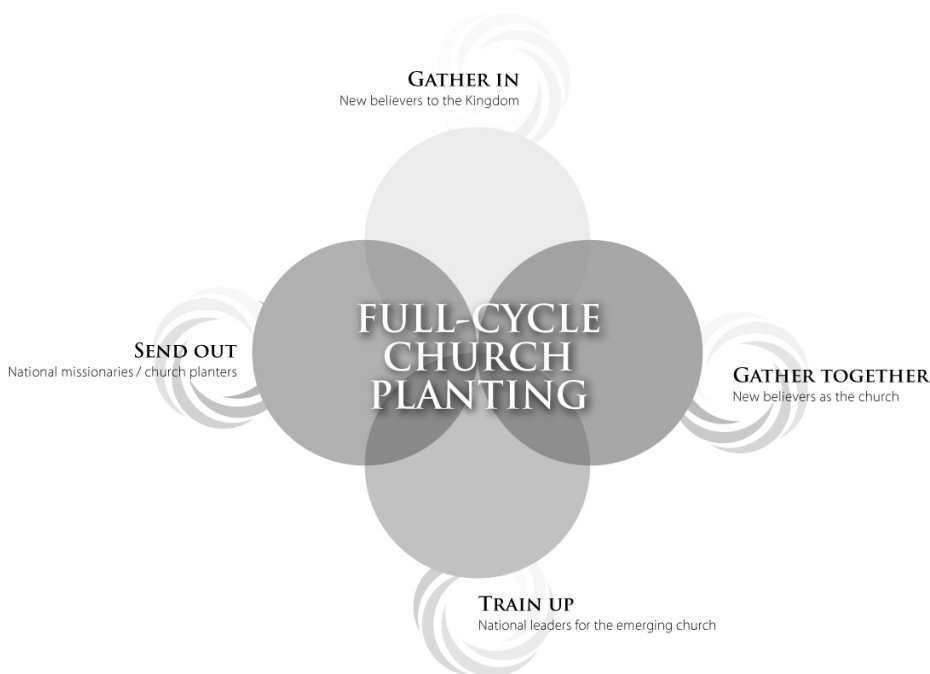 GATHER IN
New believers to the Kingdom
FULL-CYCLE
CHURCH
PLANTING
SEND OUT
National missionaries / church planters
GATHER TOGETHER
New believers as the church
TRAIN UP
National leaders for the emerging church